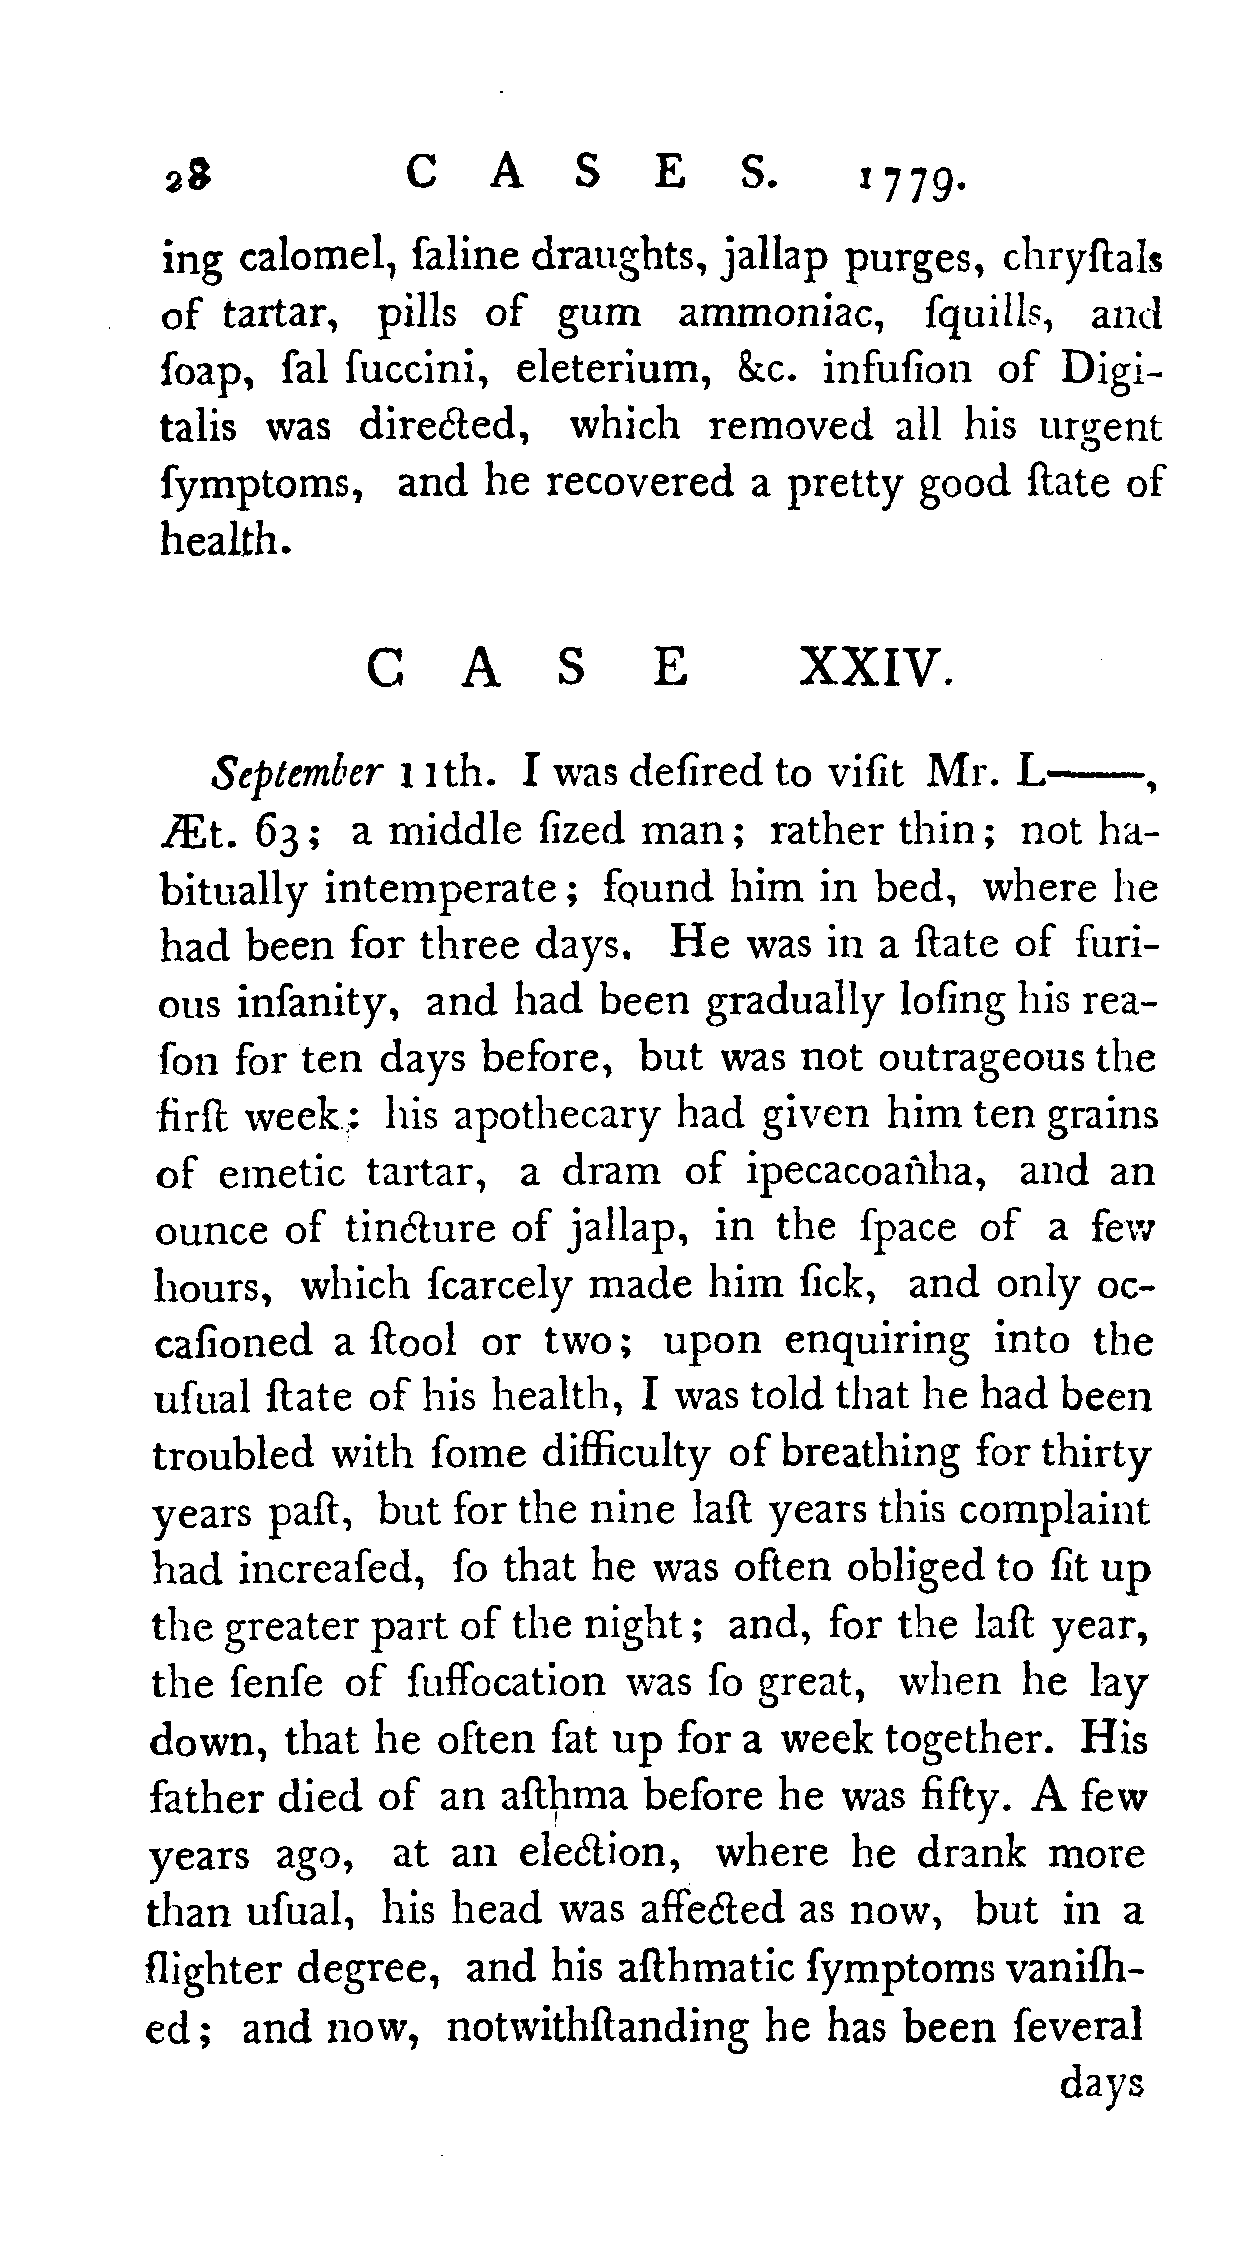 28 C A S E S. 1779.
ing calomel, ſaline draughts, jallap purges, chryſtals
of tartar, pills of gum ammoniac, ſquills, and
ſoap, ſal ſuccini, eleterium, &c. infuſion of Digi-
talis was directed, which removed all his urgent
ſymptoms, and he recovered a pretty good ſtate of
health.
C A S E XXIV.
September 11th. I was deſired to viſit Mr. L——,
Æt. 63; a middle ſized man; rather thin; not ha-
bitually intemperate; found him in bed, where he
had been for three days. He was in a ſtate of furi-
ous inſanity, and had been gradually loſing his rea-
ſon for ten days before, but was not outrageous the
firſt week: his apothecary had given him ten grains
of emetic tartar, a dram of ipecacoanha, and an
ounce of tincture of jallap, in the ſpace of a few
hours, which ſcarcely made him ſick, and only oc-
caſioned a ſtool or two; upon enquiring into the
uſual ſtate of his health, I was told that he had been
troubled with ſome difficulty of breathing for thirty
years paſt, but for the nine laſt years this complaint
had increaſed, ſo that he was often obliged to ſit up
the greater part of the night; and, for the laſt year,
the ſenſe of ſuffocation was ſo great, when he lay
down, that he often ſat up for a week together. His
father died of an aſthma before he was fifty. A few
years ago, at an election, where he drank more
than uſual, his head was affected as now, but in a
ſlighter degree, and his aſthmatic ſymptoms vaniſh-
ed; and now, notwithſtanding he has been ſeveral
days